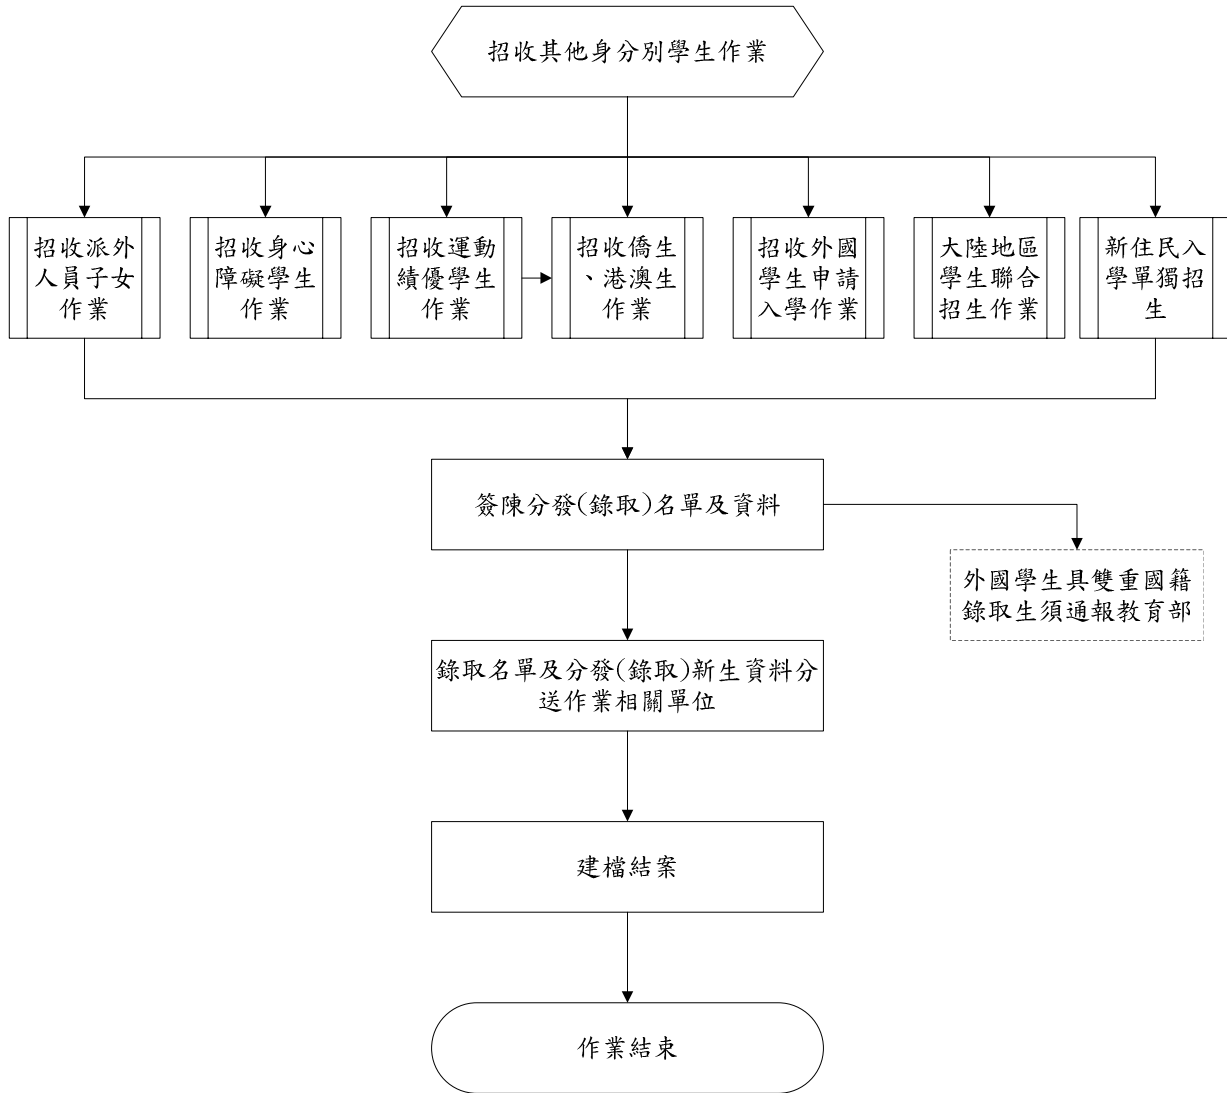 招收其他身分別學生作業
招收派外
人員子女
作業
招收身心
障礙學生
作業
招收運動
績優學生
作業
招收僑生
、港澳生
作業
招收外國
學生申請
入學作業
大陸地區
學生聯合
招生作業
新住民入
學單獨招
生
簽陳分發(錄取)名單及資料
外國學生具雙重國籍
錄取生須通報教育部
錄取名單及分發(錄取)新生資料分
送作業相關單位
建檔結案
作業結束